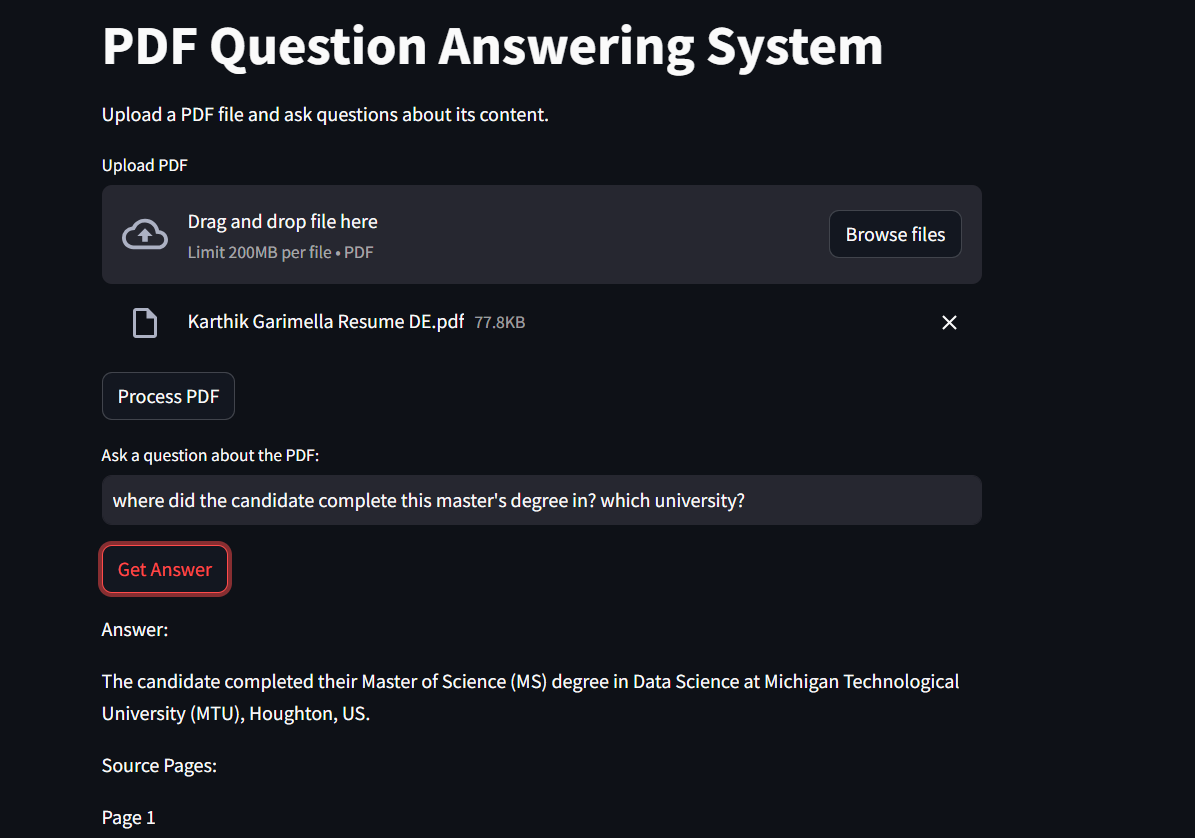 PDF Question Answering System
Upload a PDF file and ask questions about its content.
Upload PDF
Drag and drop file here
Limit 200MB per file • PDF
Browse files
Karthik Garimella Resume DE.pdf 77.8KB
Process PDF
Ask a question about the PDF:
where did the candidate complete this master's degree in? which university?
Get Answer
Answer:
The candidate completed their Master of Science (MS) degree in Data Science at Michigan Technological
University (MTU), Houghton, US.
Source Pages:
Page 1